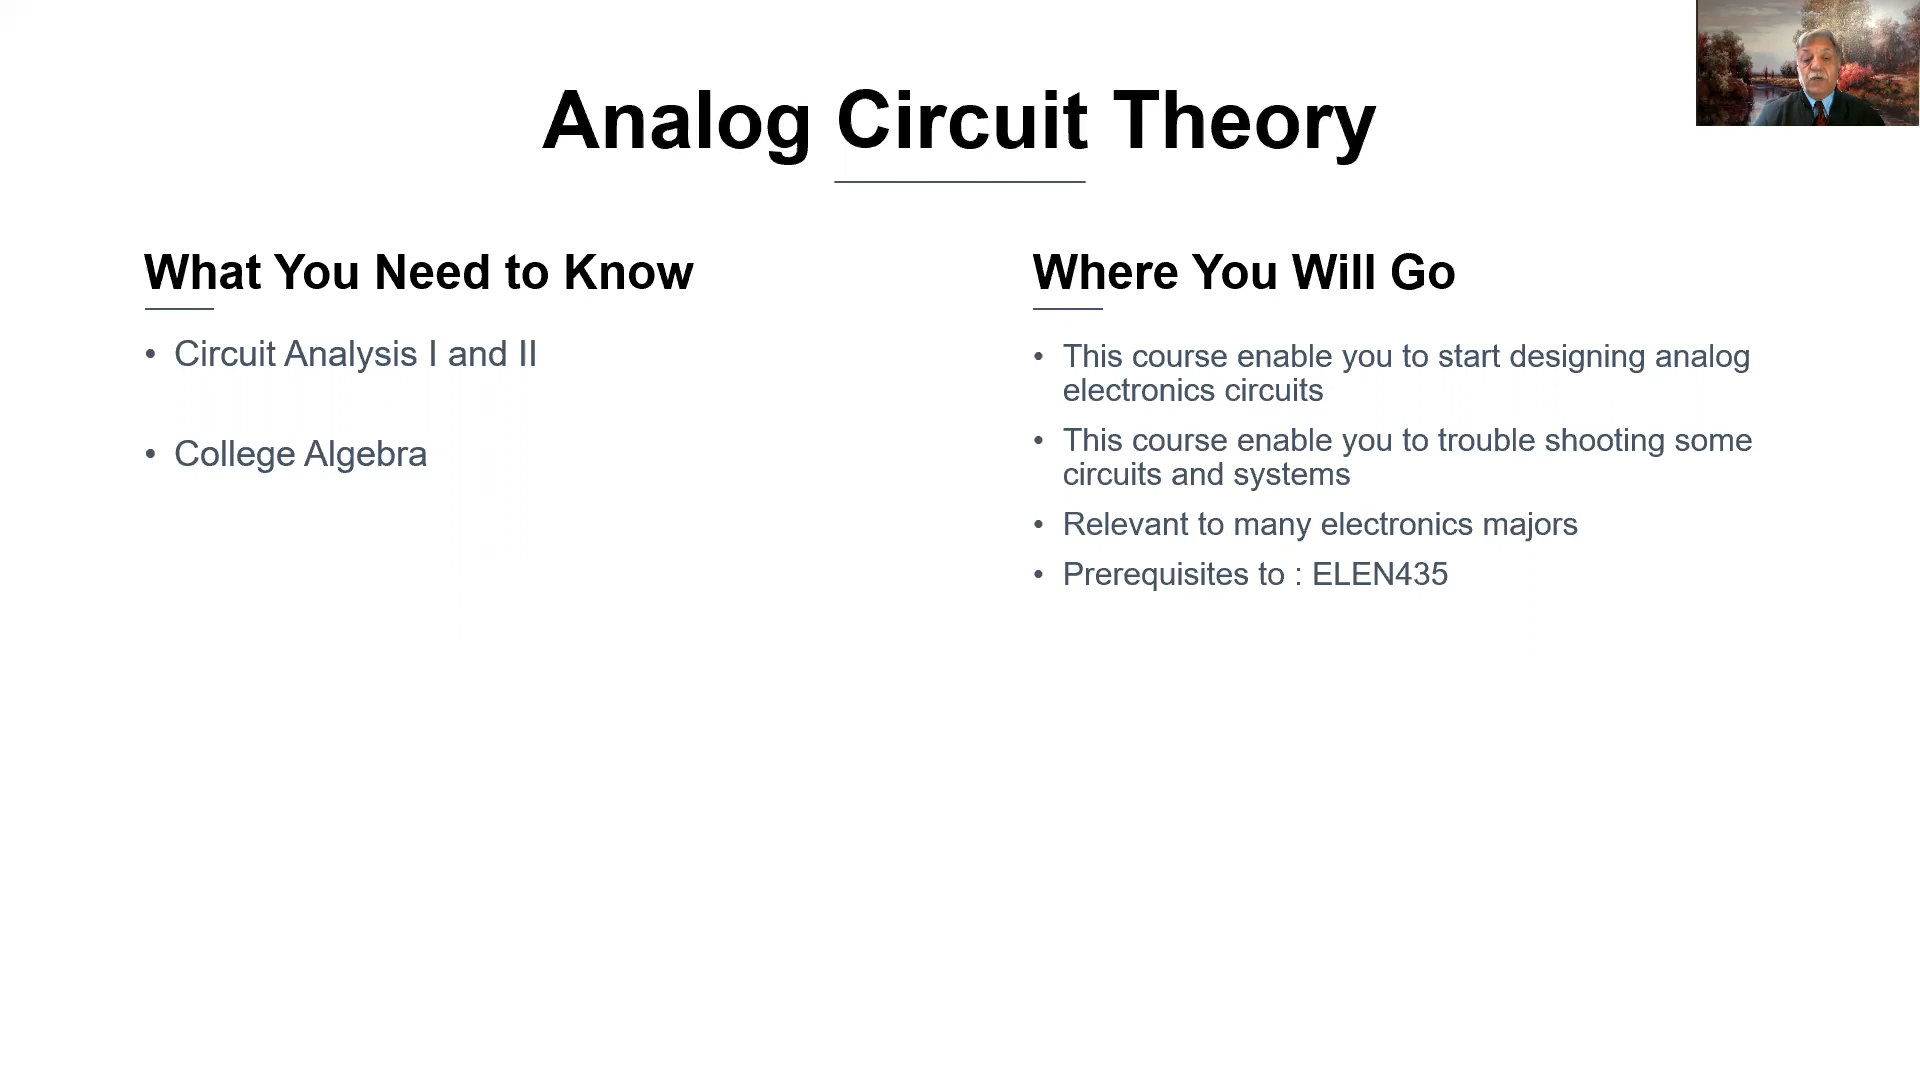 Analog Circuit Theory
What You Need to Know
• Circuit Analysis I and II
• College Algebra
Where You Will Go
• This course enable you to start designing analog
electronics circuits
• This course enable you to trouble shooting some
circuits and systems
• Relevant to many electronics majors
• Prerequisites to : ELEN435